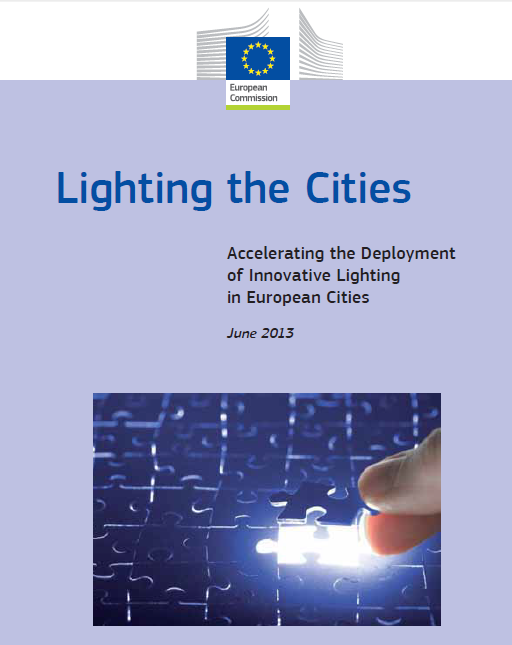 European
Commission
Lighting the Cities
Accelerating the Deployment
of Innovative Lighting
in European Cities
June 2013